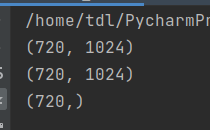 /home/tdl/PycharmPr
(720, 1024)
(720, 1024)
(720,)